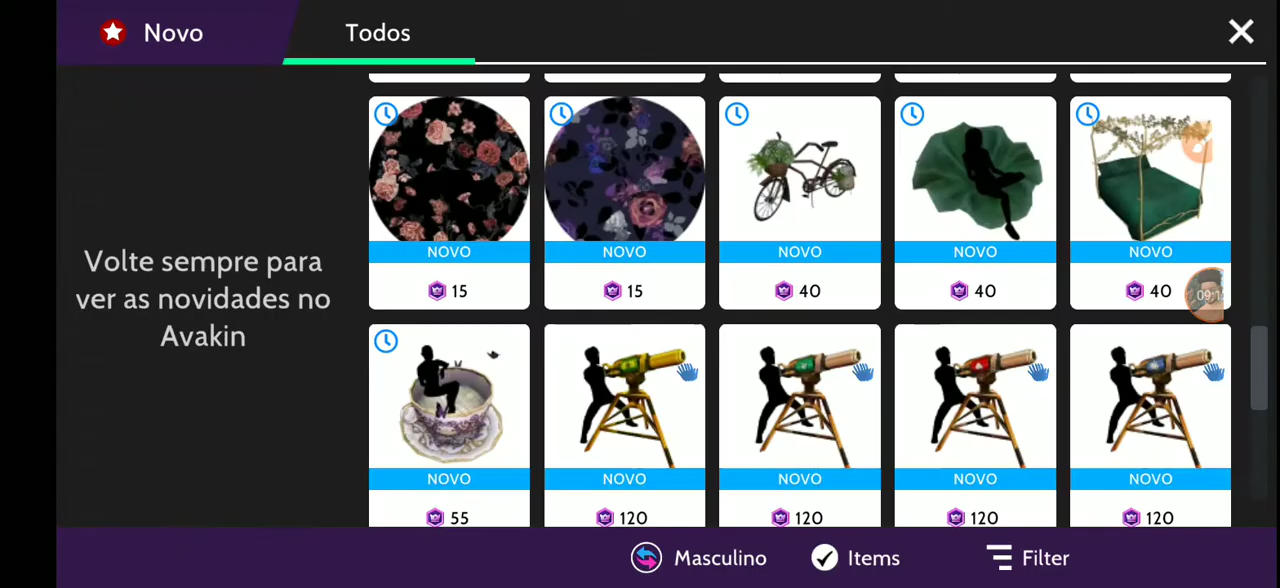 Novo
Todos
Volte sempre para
ver as novidades no
Avakin
NOVO NOVO NOVO NOVO NOVO
15 15 40 40 40
NOVO NOVO NOVO NOVO NOVO
55 120 120 120 120
Masculino Items Filter